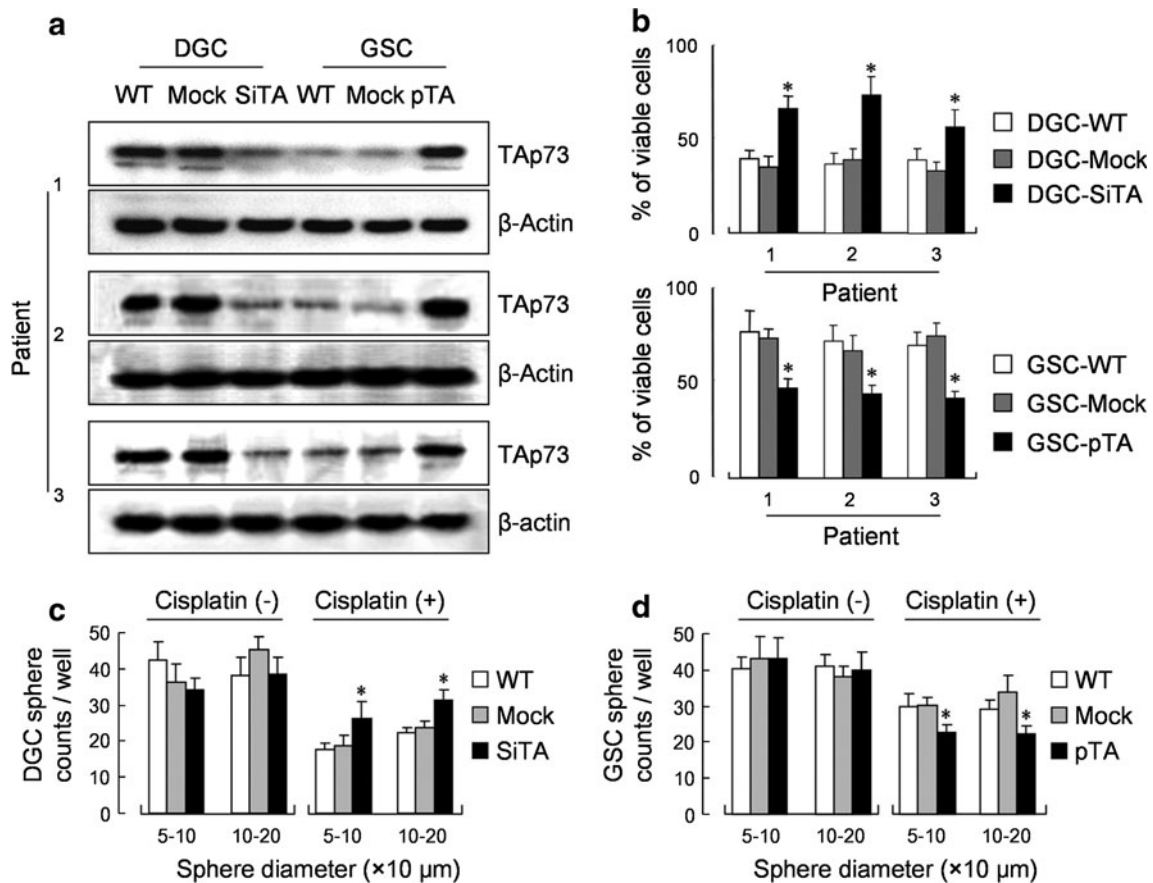 a
DGC GSC
WT Mock SiTA WT Mock pTA
TAp73
1
β-Actin
TAp73
Patient
2
β-Actin
TAp73
3
β-actin
b
100
% of viable cells
50
0
* * *
DGC-WT
DGC-Mock
DGC-SiTA
1 2 3
Patient
100
% of viable cells
50
0
* * *
GSC-WT
GSC-Mock
GSC-pTA
1 2 3
Patient
c
Cisplatin (-) Cisplatin (+)
DGC sphere
counts / well
50
40
30
20
10
0
* *
WT
Mock
SiTA
5-10 10-20 5-10 10-20
Sphere diameter (×10 μm)
d
Cisplatin (-) Cisplatin (+)
GSC sphere
counts / well
50
40
30
20
10
0
* *
WT
Mock
pTA
5-10 10-20 5-10 10-20
Sphere diameter (×10 μm)